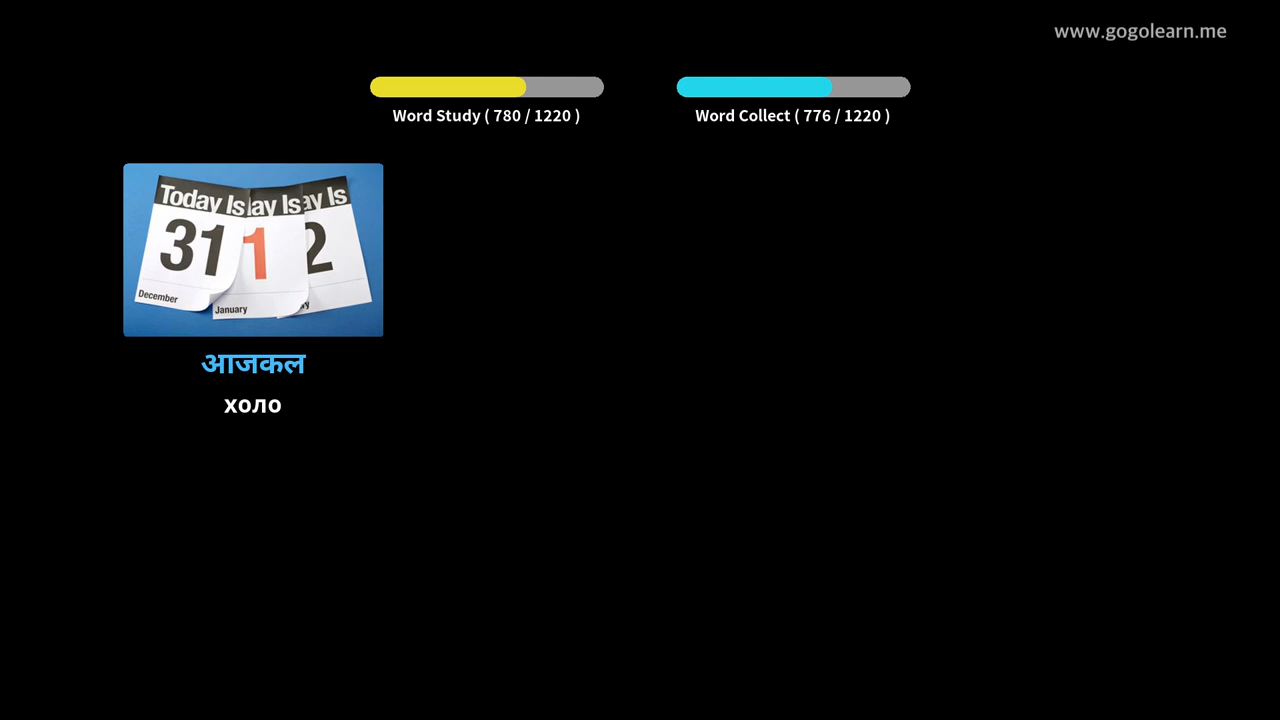 www.gogolearn.me
Word Study ( 780 / 1220 )
Word Collect ( 776 / 1220 )
Today Is
lay Is
ay Is
31
1
2
December
January
आजकल
холо